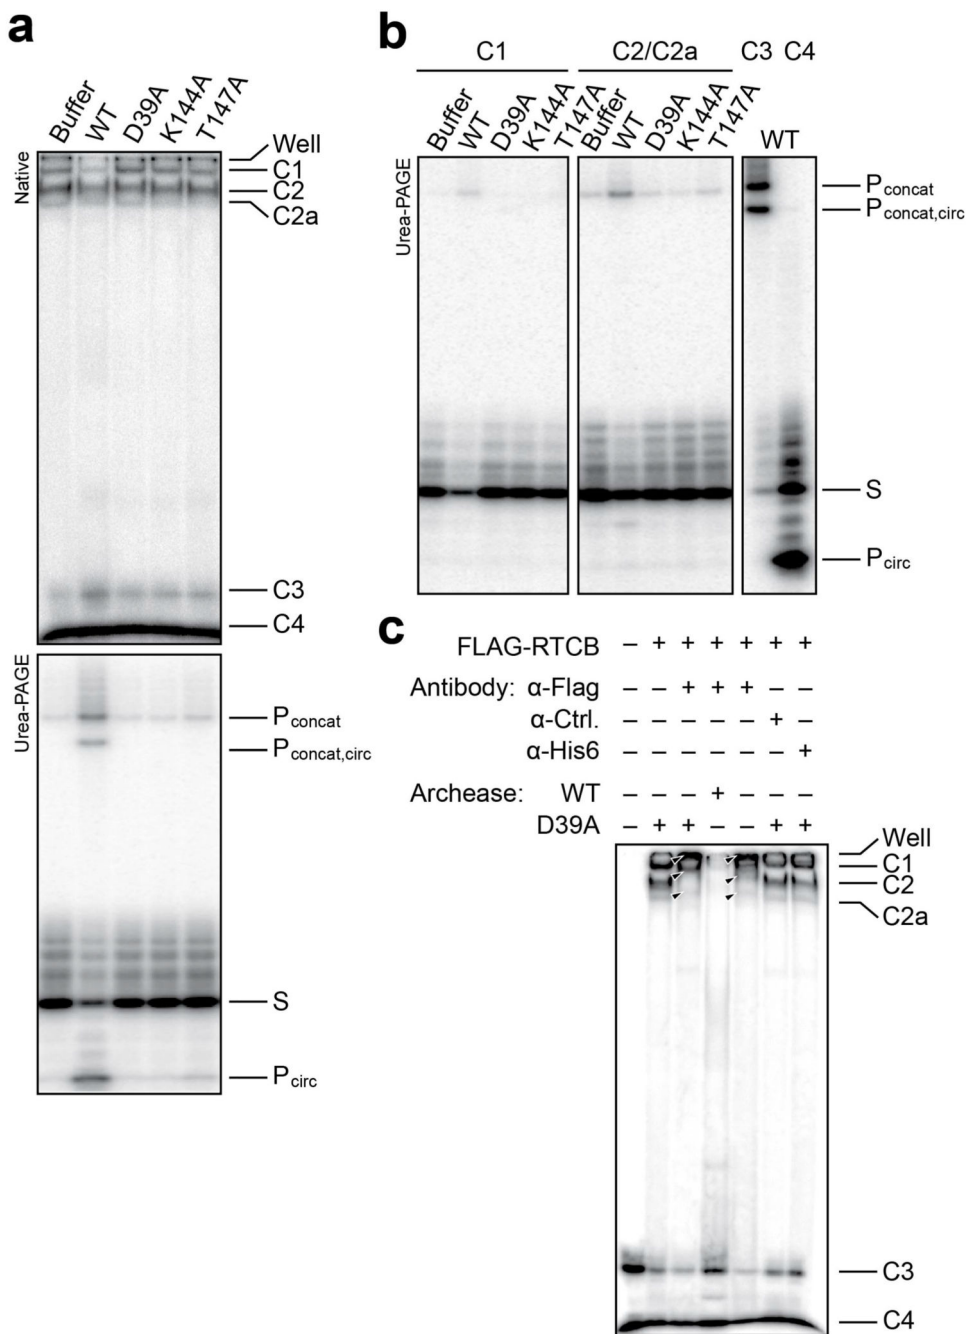 a
Buffer
WT
D39A
K144A
T147A
Native
Well
C1
C2
C2a
C3
C4
Urea-PAGE
Pconcat
Pconcat,circ
S
Pcirc
b
C1
C2/C2a
C3 C4
Buffer
WT
D39A
K144A
T147A
Buffer
WT
D39A
K144A
T147A
WT
Urea-PAGE
Pconcat
Pconcat,circ
S
Pcirc
c
FLAG-RTCB – + + + + + +
Antibody: α-Flag – – + + + – –
α-Ctrl. – – – – – + –
α-His6 – – – – – – +
Archease: WT – – – + – – –
D39A – + + – – + +
Well
C1
C2
C2a
C3
C4